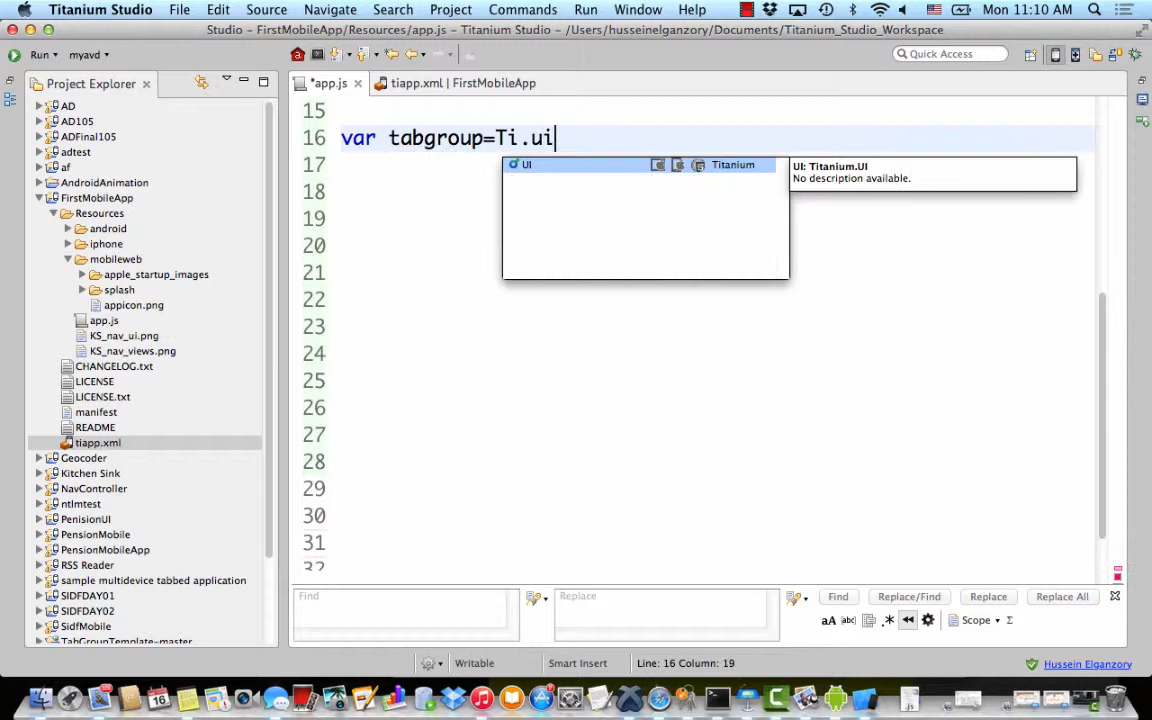 Titanium Studio File Edit Source Navigate Search Project Commands Run Window Help Mon 11:10 AM
Studio - FirstMobileApp/Resources/app.js - Titanium Studio - /Users/husseinelganzory/Documents/Titanium_Studio_Workspace
Run myavd Quick Access
Project Explorer
*app.js
tiapp.xml | FirstMobileApp
AD
AD105
ADFinal105
adtest
af
AndroidAnimation
FirstMobileApp
Resources
android
iphone
mobileweb
apple_startup_images
splash
appicon.png
app.js
KS_nav_ui.png
KS_nav_views.png
CHANGELOG.txt
LICENSE
LICENSE.txt
manifest
README
tiapp.xml
Geocoder
Kitchen Sink
NavController
ntlmtest
PenisionUI
PensionMobile
PensionMobileApp
RSS Reader
sample multidevice tabbed application
SIDFDAY01
SIDFDAY02
SidfMobile
TabGroupTemplate-master
15
16 var tabgroup=Ti.ui
17
18
19
20
21
22
23
24
25
26
27
28
29
30
31
32
UI Titanium
UI: Titanium.UI
No description available.
Find
Replace
Find Replace/Find Replace Replace All
aA [abc] .* Scope Σ
Writable Smart Insert Line: 16 Column: 19 Hussein Elganzory